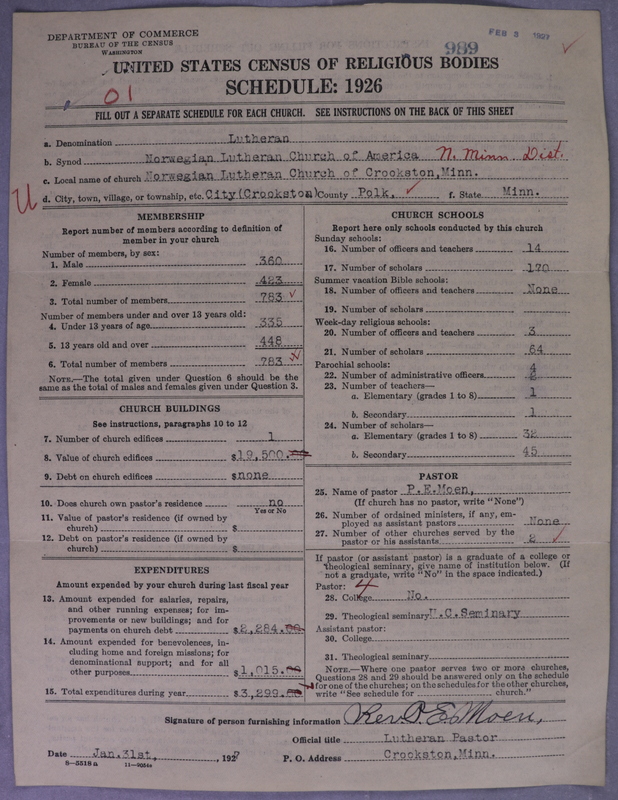 DEPARTMENT OF COMMERCE
BUREAU OF THE CENSUS
WASHINGTON
989
FEB 3 1927
UNITED STATES CENSUS OF RELIGIOUS BODIES
SCHEDULE: 1926
01
FILL OUT A SEPARATE SCHEDULE FOR EACH CHURCH. SEE INSTRUCTIONS ON THE BACK OF THIS SHEET
a. Denomination Lutheran
b. Synod Norwegian Lutheran Church of America N. Minn Dist.
c. Local name of church Norwegian Lutheran Church of Crookston,Minn.
U d. City, town, village, or township, etc. City(Crookston) County Polk, f. State Minn.
MEMBERSHIP
Report number of members according to definition of
member in your church
Number of members, by sex:
1. Male 360
2. Female 423
3. Total number of members 783
Number of members under and over 13 years old:
4. Under 13 years of age 335
5. 13 years old and over 448
6. Total number of members 783
NOTE.—The total given under Question 6 should be the
same as the total of males and females given under Question 3.
CHURCH BUILDINGS
See instructions, paragraphs 10 to 12
7. Number of church edifices 1
8. Value of church edifices $19,500.00
9. Debt on church edifices $none
10. Does church own pastor's residence no
Yes or No
11. Value of pastor's residence (if owned by
church) $
12. Debt on pastor's residence (if owned by
church) $
EXPENDITURES
Amount expended by your church during last fiscal year
13. Amount expended for salaries, repairs,
and other running expenses; for im-
provements or new buildings; and for
payments on church debt $2,284.00
14. Amount expended for benevolences, in-
cluding home and foreign missions; for
denominational support; and for all
other purposes $1,015.00
15. Total expenditures during year $3,299.00
CHURCH SCHOOLS
Report here only schools conducted by this church
Sunday schools:
16. Number of officers and teachers 14
17. Number of scholars 170
Summer vacation Bible schools:
18. Number of officers and teachers None
19. Number of scholars
Week-day religious schools:
20. Number of officers and teachers 3
21. Number of scholars 64
Parochial schools:
22. Number of administrative officers 4
23. Number of teachers—
a. Elementary (grades 1 to 8) 1
b. Secondary 1
24. Number of scholars—
a. Elementary (grades 1 to 8) 32
b. Secondary 45
PASTOR
25. Name of pastor P.E.Moen,
(If church has no pastor, write "None")
26. Number of ordained ministers, if any, em-
ployed as assistant pastors None
27. Number of other churches served by the
pastor or his assistants 2
If pastor (or assistant pastor) is a graduate of a college or
theological seminary, give name of institution below. (If
not a graduate, write "No" in the space indicated.)
Pastor: 4
28. College No.
29. Theological seminary U.C.Seminary
Assistant pastor:
30. College
31. Theological seminary
NOTE.—Where one pastor serves two or more churches,
Questions 28 and 29 should be answered only on the schedule
for one of the churches; on the schedules for the other churches,
write "See schedule for church."
Signature of person furnishing information Rev. P. E. Moen,
Official title Lutheran Pastor
Date Jan.31st, 1927 P. O. Address Crookston,Minn.
8—5518a 11—9054a